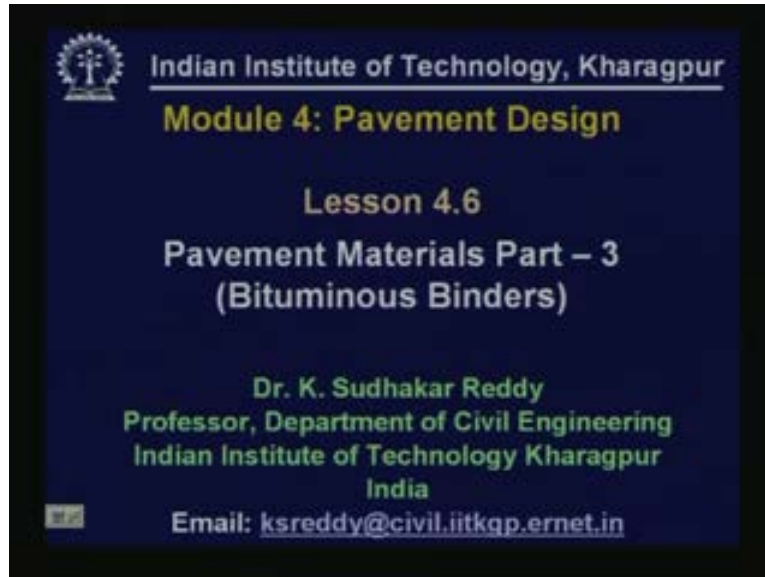 Indian Institute of Technology, Kharagpur
Module 4: Pavement Design
Lesson 4.6
Pavement Materials Part – 3
(Bituminous Binders)
Dr. K. Sudhakar Reddy
Professor, Department of Civil Engineering
Indian Institute of Technology Kharagpur
India
Email: ksreddy@civil.iitkgp.ernet.in